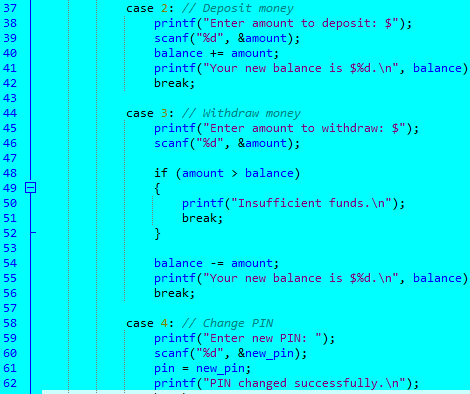 37 case 2: // Deposit money
38 printf("Enter amount to deposit: $");
39 scanf("%d", &amount);
40 balance += amount;
41 printf("Your new balance is $%d.\n", balance)
42 break;
43
44 case 3: // Withdraw money
45 printf("Enter amount to withdraw: $");
46 scanf("%d", &amount);
47
48 if (amount > balance)
49 {
50 printf("Insufficient funds.\n");
51 break;
52 }
53
54 balance -= amount;
55 printf("Your new balance is $%d.\n", balance)
56 break;
57
58 case 4: // Change PIN
59 printf("Enter new PIN: ");
60 scanf("%d", &new_pin);
61 pin = new_pin;
62 printf("PIN changed successfully.\n");